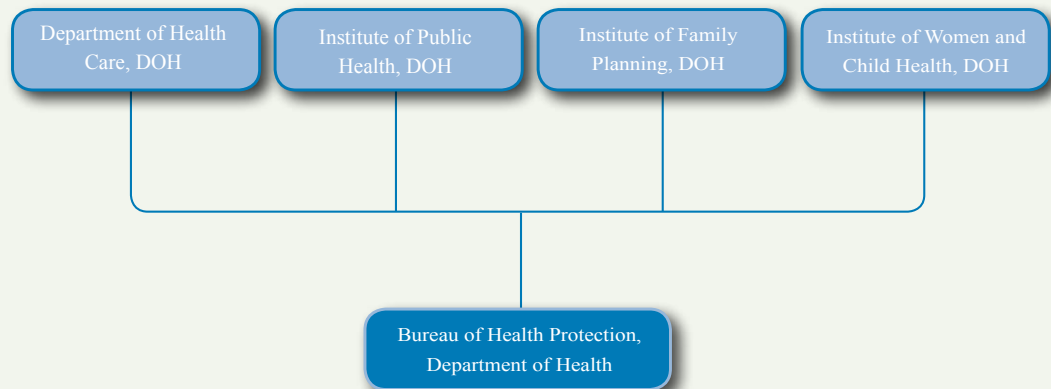 Department of Health
Care, DOH
Institute of Public
Health, DOH
Institute of Family
Planning, DOH
Institute of Women and
Child Health, DOH
Bureau of Health Protection,
Department of Health